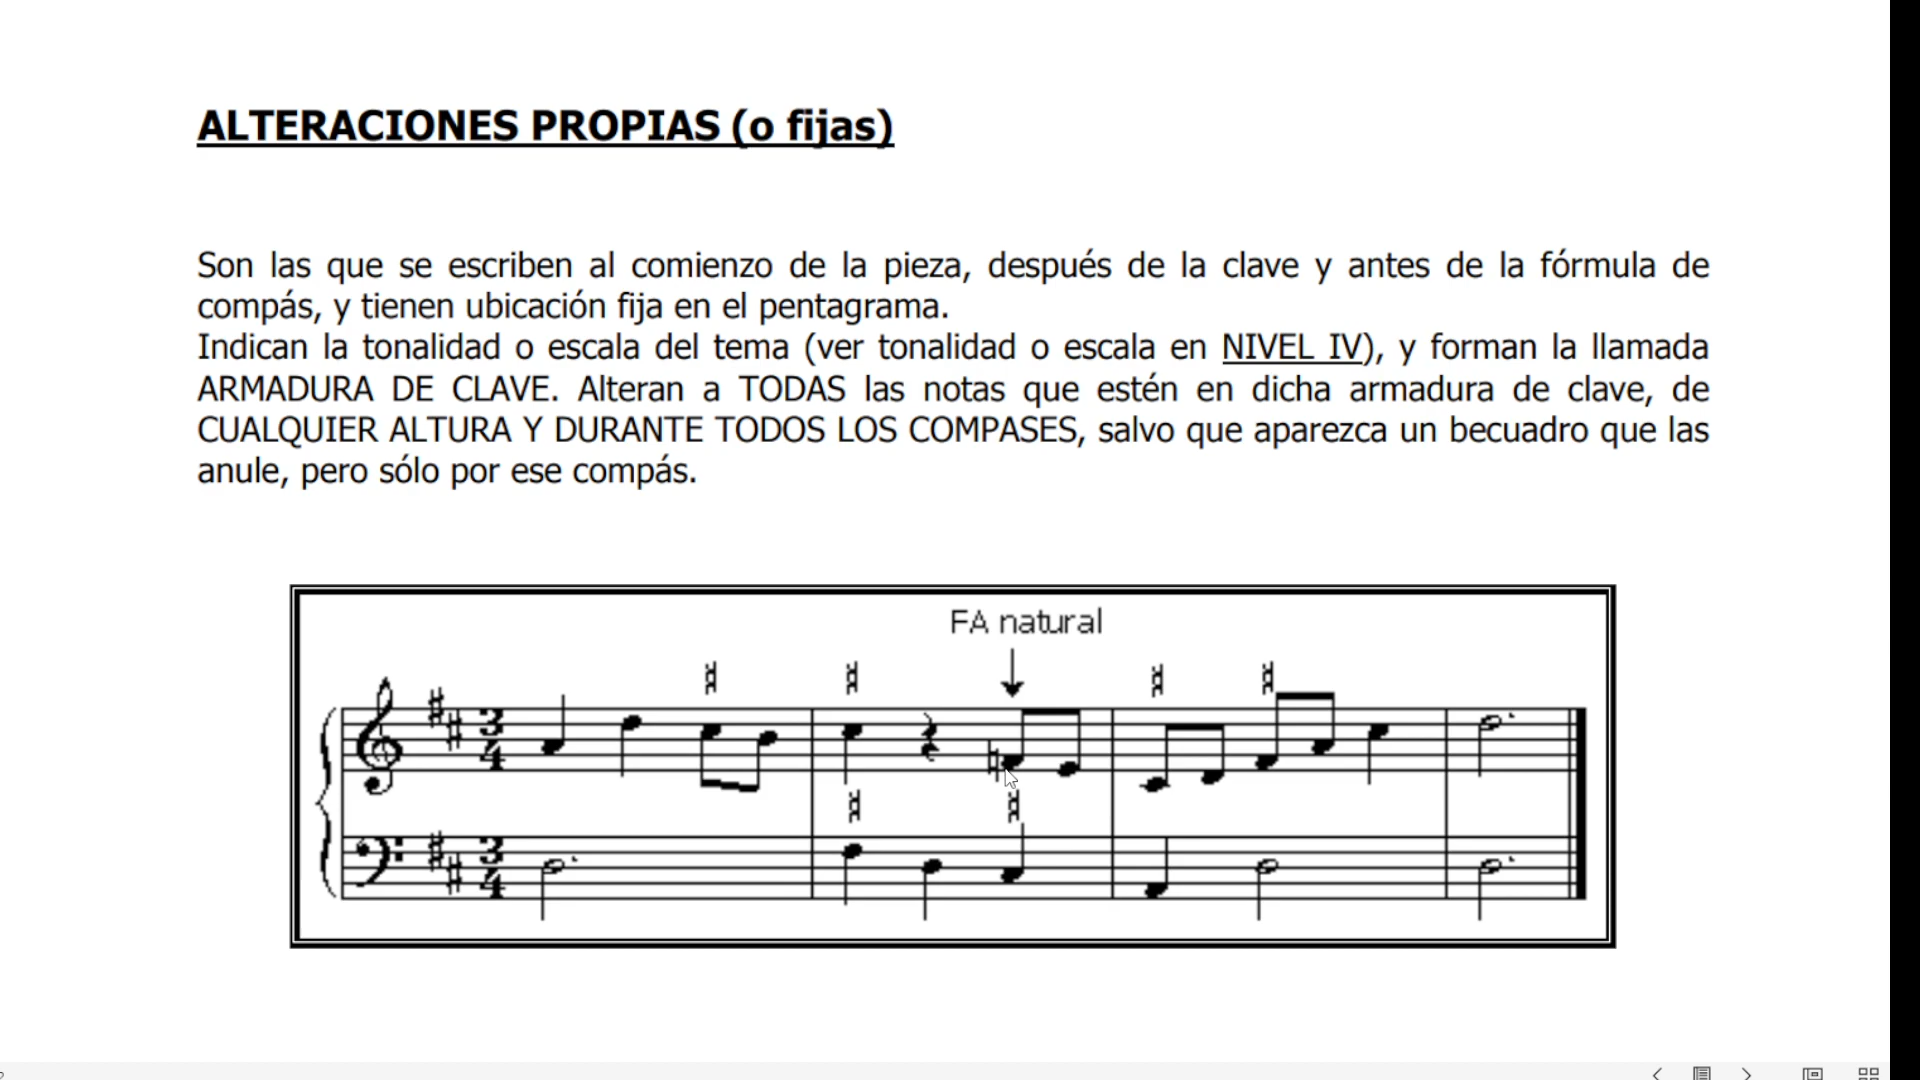 ALTERACIONES PROPIAS (o fijas)
Son las que se escriben al comienzo de la pieza, después de la clave y antes de la fórmula de
compás, y tienen ubicación fija en el pentagrama.
Indican la tonalidad o escala del tema (ver tonalidad o escala en NIVEL IV), y forman la llamada
ARMADURA DE CLAVE. Alteran a TODAS las notas que estén en dicha armadura de clave, de
CUALQUIER ALTURA Y DURANTE TODOS LOS COMPASES, salvo que aparezca un becuadro que las
anule, pero sólo por ese compás.
FA natural
3
4
3
4